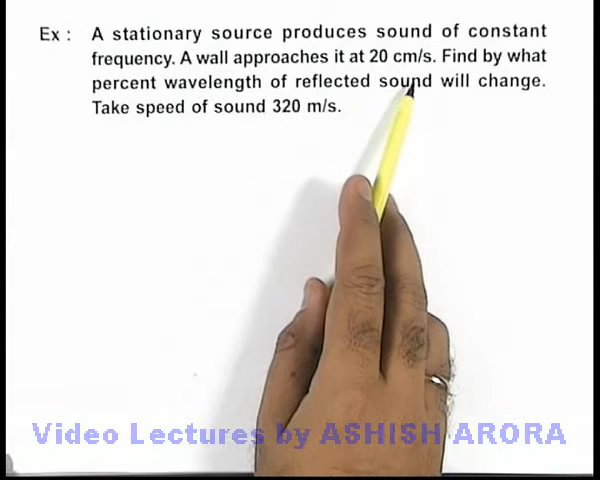 Ex : A stationary source produces sound of constant
frequency. A wall approaches it at 20 cm/s. Find by what
percent wavelength of reflected sound will change.
Take speed of sound 320 m/s.
Video Lectures by ASHISH ARORA